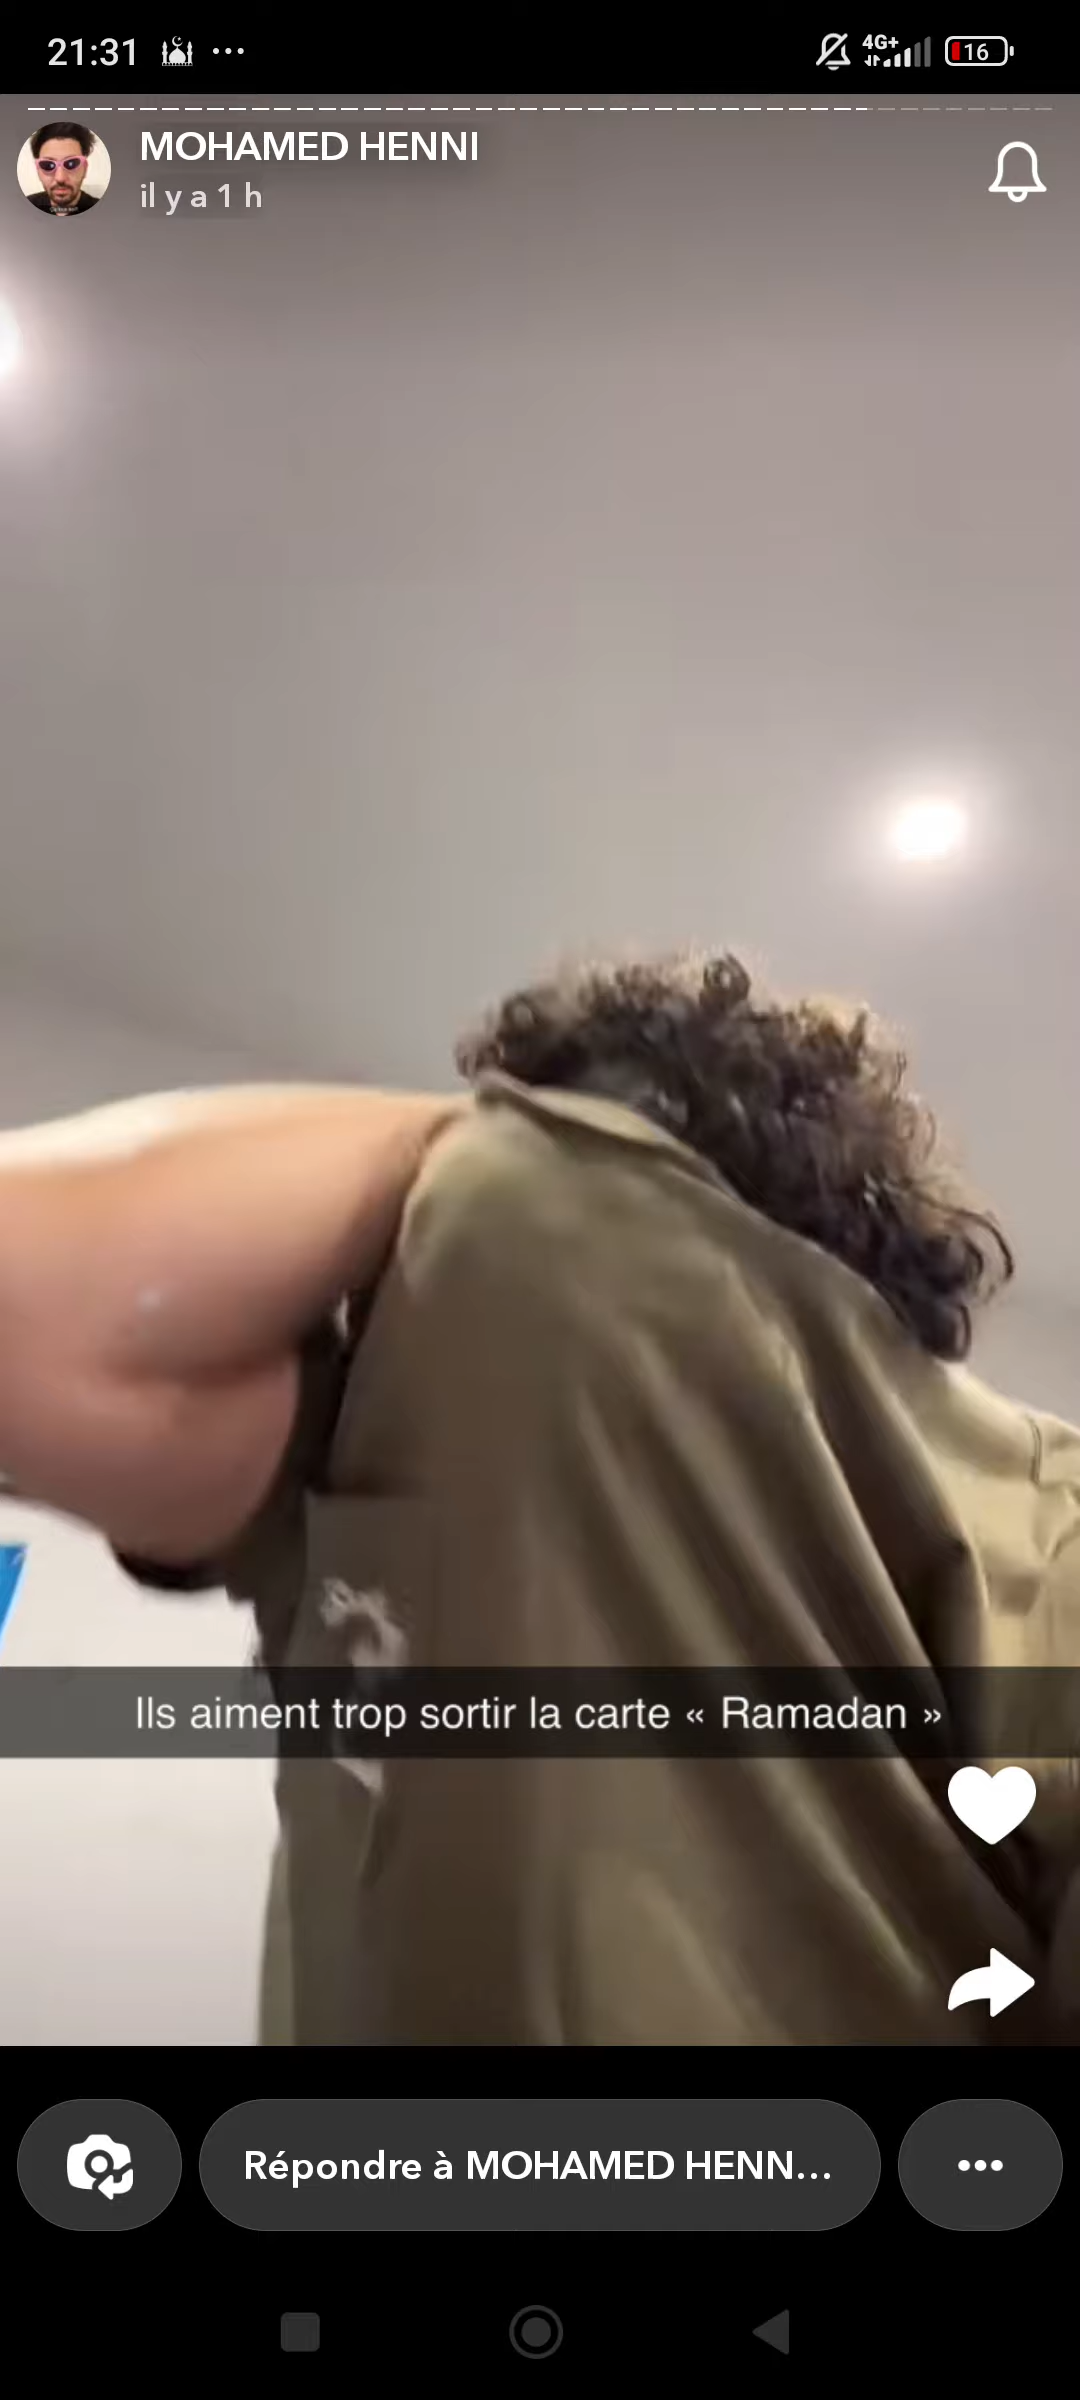 21:31
4G+
16
MOHAMED HENNI
il y a 1 h
Ils aiment trop sortir la carte « Ramadan »
Répondre à MOHAMED HENN...